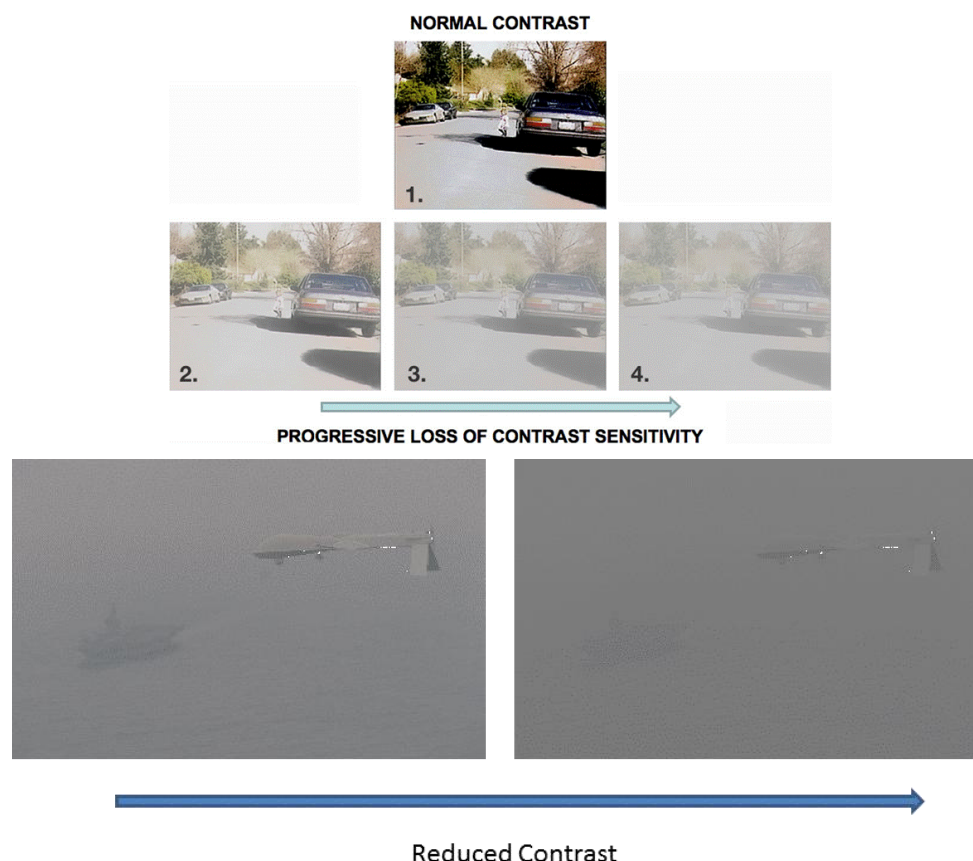 NORMAL CONTRAST
1.
2.
3.
4.
PROGRESSIVE LOSS OF CONTRAST SENSITIVITY
Reduced Contrast